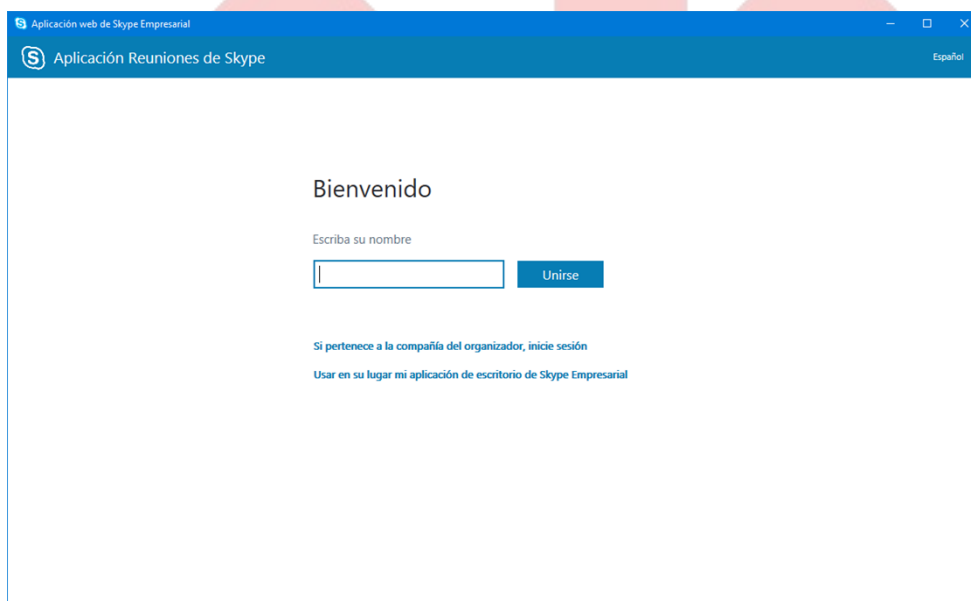 Aplicación web de Skype Empresarial
Aplicación Reuniones de Skype
Español
Bienvenido
Escriba su nombre
Unirse
Si pertenece a la compañía del organizador, inicie sesión
Usar en su lugar mi aplicación de escritorio de Skype Empresarial